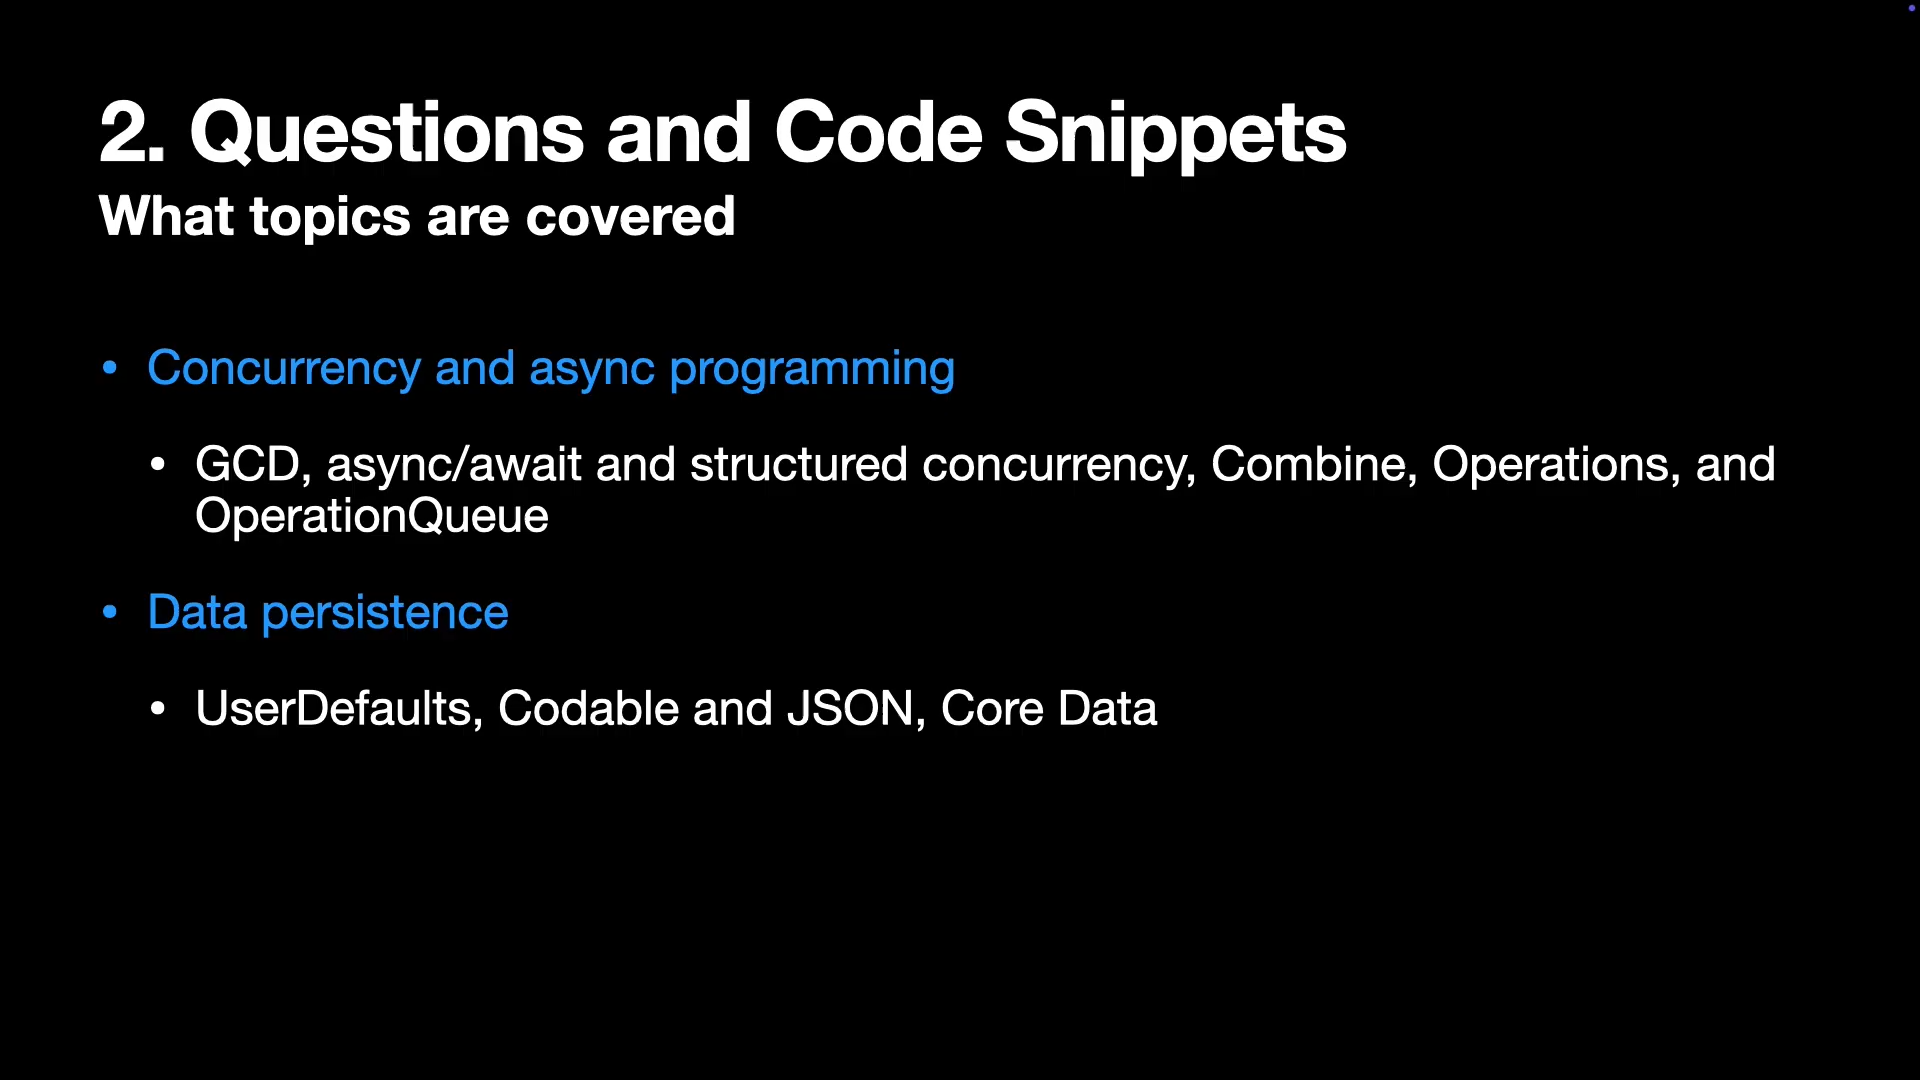 2. Questions and Code Snippets
What topics are covered
• Concurrency and async programming
• GCD, async/await and structured concurrency, Combine, Operations, and
OperationQueue
• Data persistence
• UserDefaults, Codable and JSON, Core Data